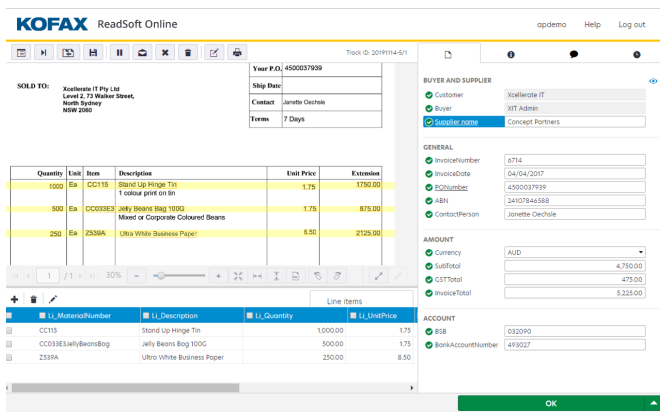 KOFAX ReadSoft Online
apdemo Help Log out
Track ID: 20191114-5/1
Your P.O. 4500037939
SOLD TO: Xcellerate IT Pty Ltd
Level 2, 73 Walker Street,
North Sydney
NSW 2060
Ship Date
Contact Janette Oechsle
Terms 7 Days
Quantity Unit Item Description Unit Price Extension
1000 Ea CC115 Stand Up Hinge Tin 1.75 1750.00
1 colour print on tin
500 Ea CC033E3 Jelly Beans Bag 100G 1.75 875.00
Mixed or Corporate Coloured Beans
250 Ea Z539A Ultra White Business Paper 8.50 2125.00
1 / 1 30%
Line items
Li_MaterialNumber Li_Description Li_Quantity Li_UnitPrice
CC115 Stand Up Hinge Tin 1,000.00 1.75
CC033E3JellyBeansBag Jelly Beans Bag 100G 500.00 1.75
Z539A Ultra White Business Paper 250.00 8.50
BUYER AND SUPPLIER
Customer Xcellerate IT
Buyer XIT Admin
Supplier name Concept Partners
GENERAL
InvoiceNumber 6714
InvoiceDate 04/04/2017
PONumber 4500037939
ABN 24107846588
ContactPerson Janette Oechsle
AMOUNT
Currency AUD
SubTotal 4,750.00
GSTTotal 475.00
InvoiceTotal 5,225.00
ACCOUNT
BSB 032090
BankAccountNumber 493027
OK